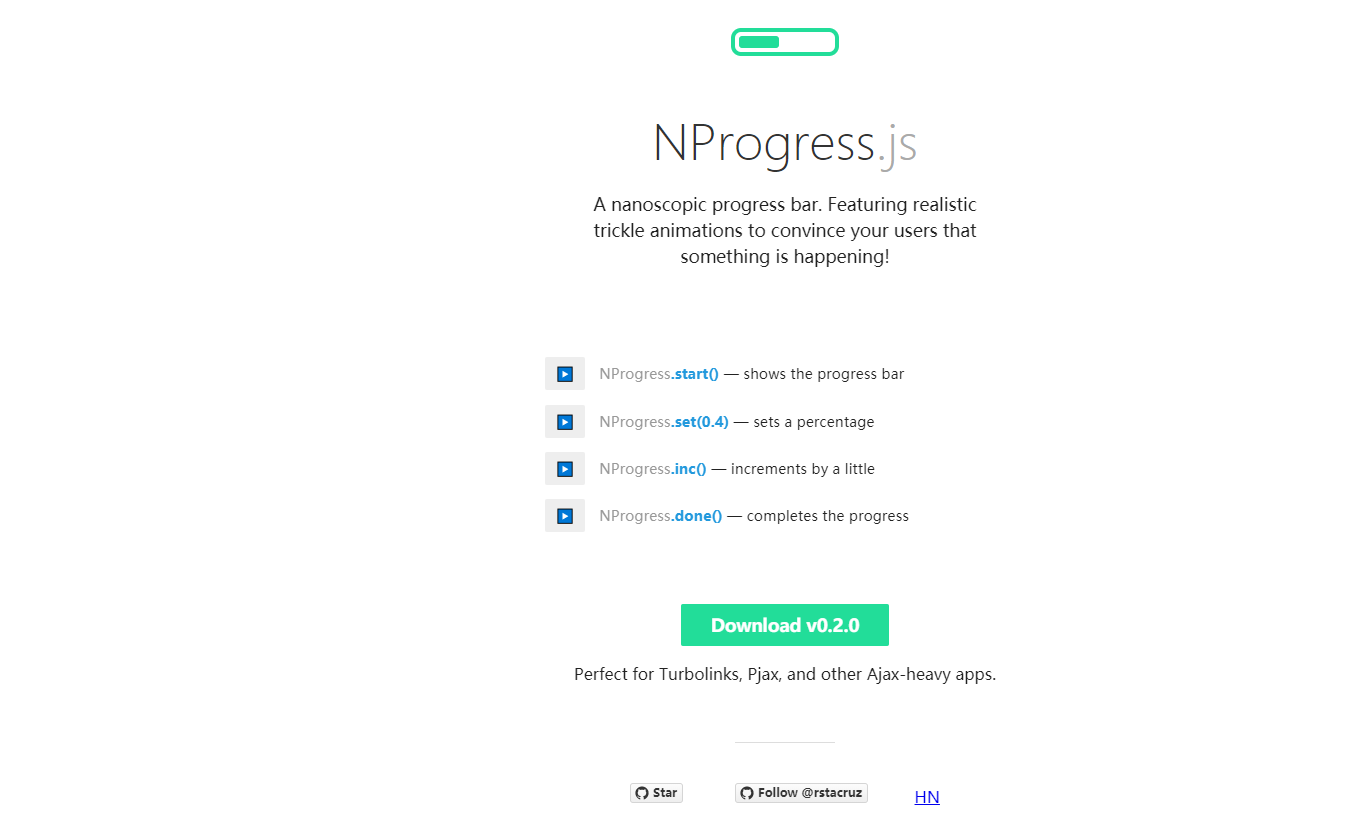 NProgress.js
A nanoscopic progress bar. Featuring realistic
trickle animations to convince your users that
something is happening!
NProgress.start() — shows the progress bar
NProgress.set(0.4) — sets a percentage
NProgress.inc() — increments by a little
NProgress.done() — completes the progress
Download v0.2.0
Perfect for Turbolinks, Pjax, and other Ajax-heavy apps.
Star Follow @rstacruz HN